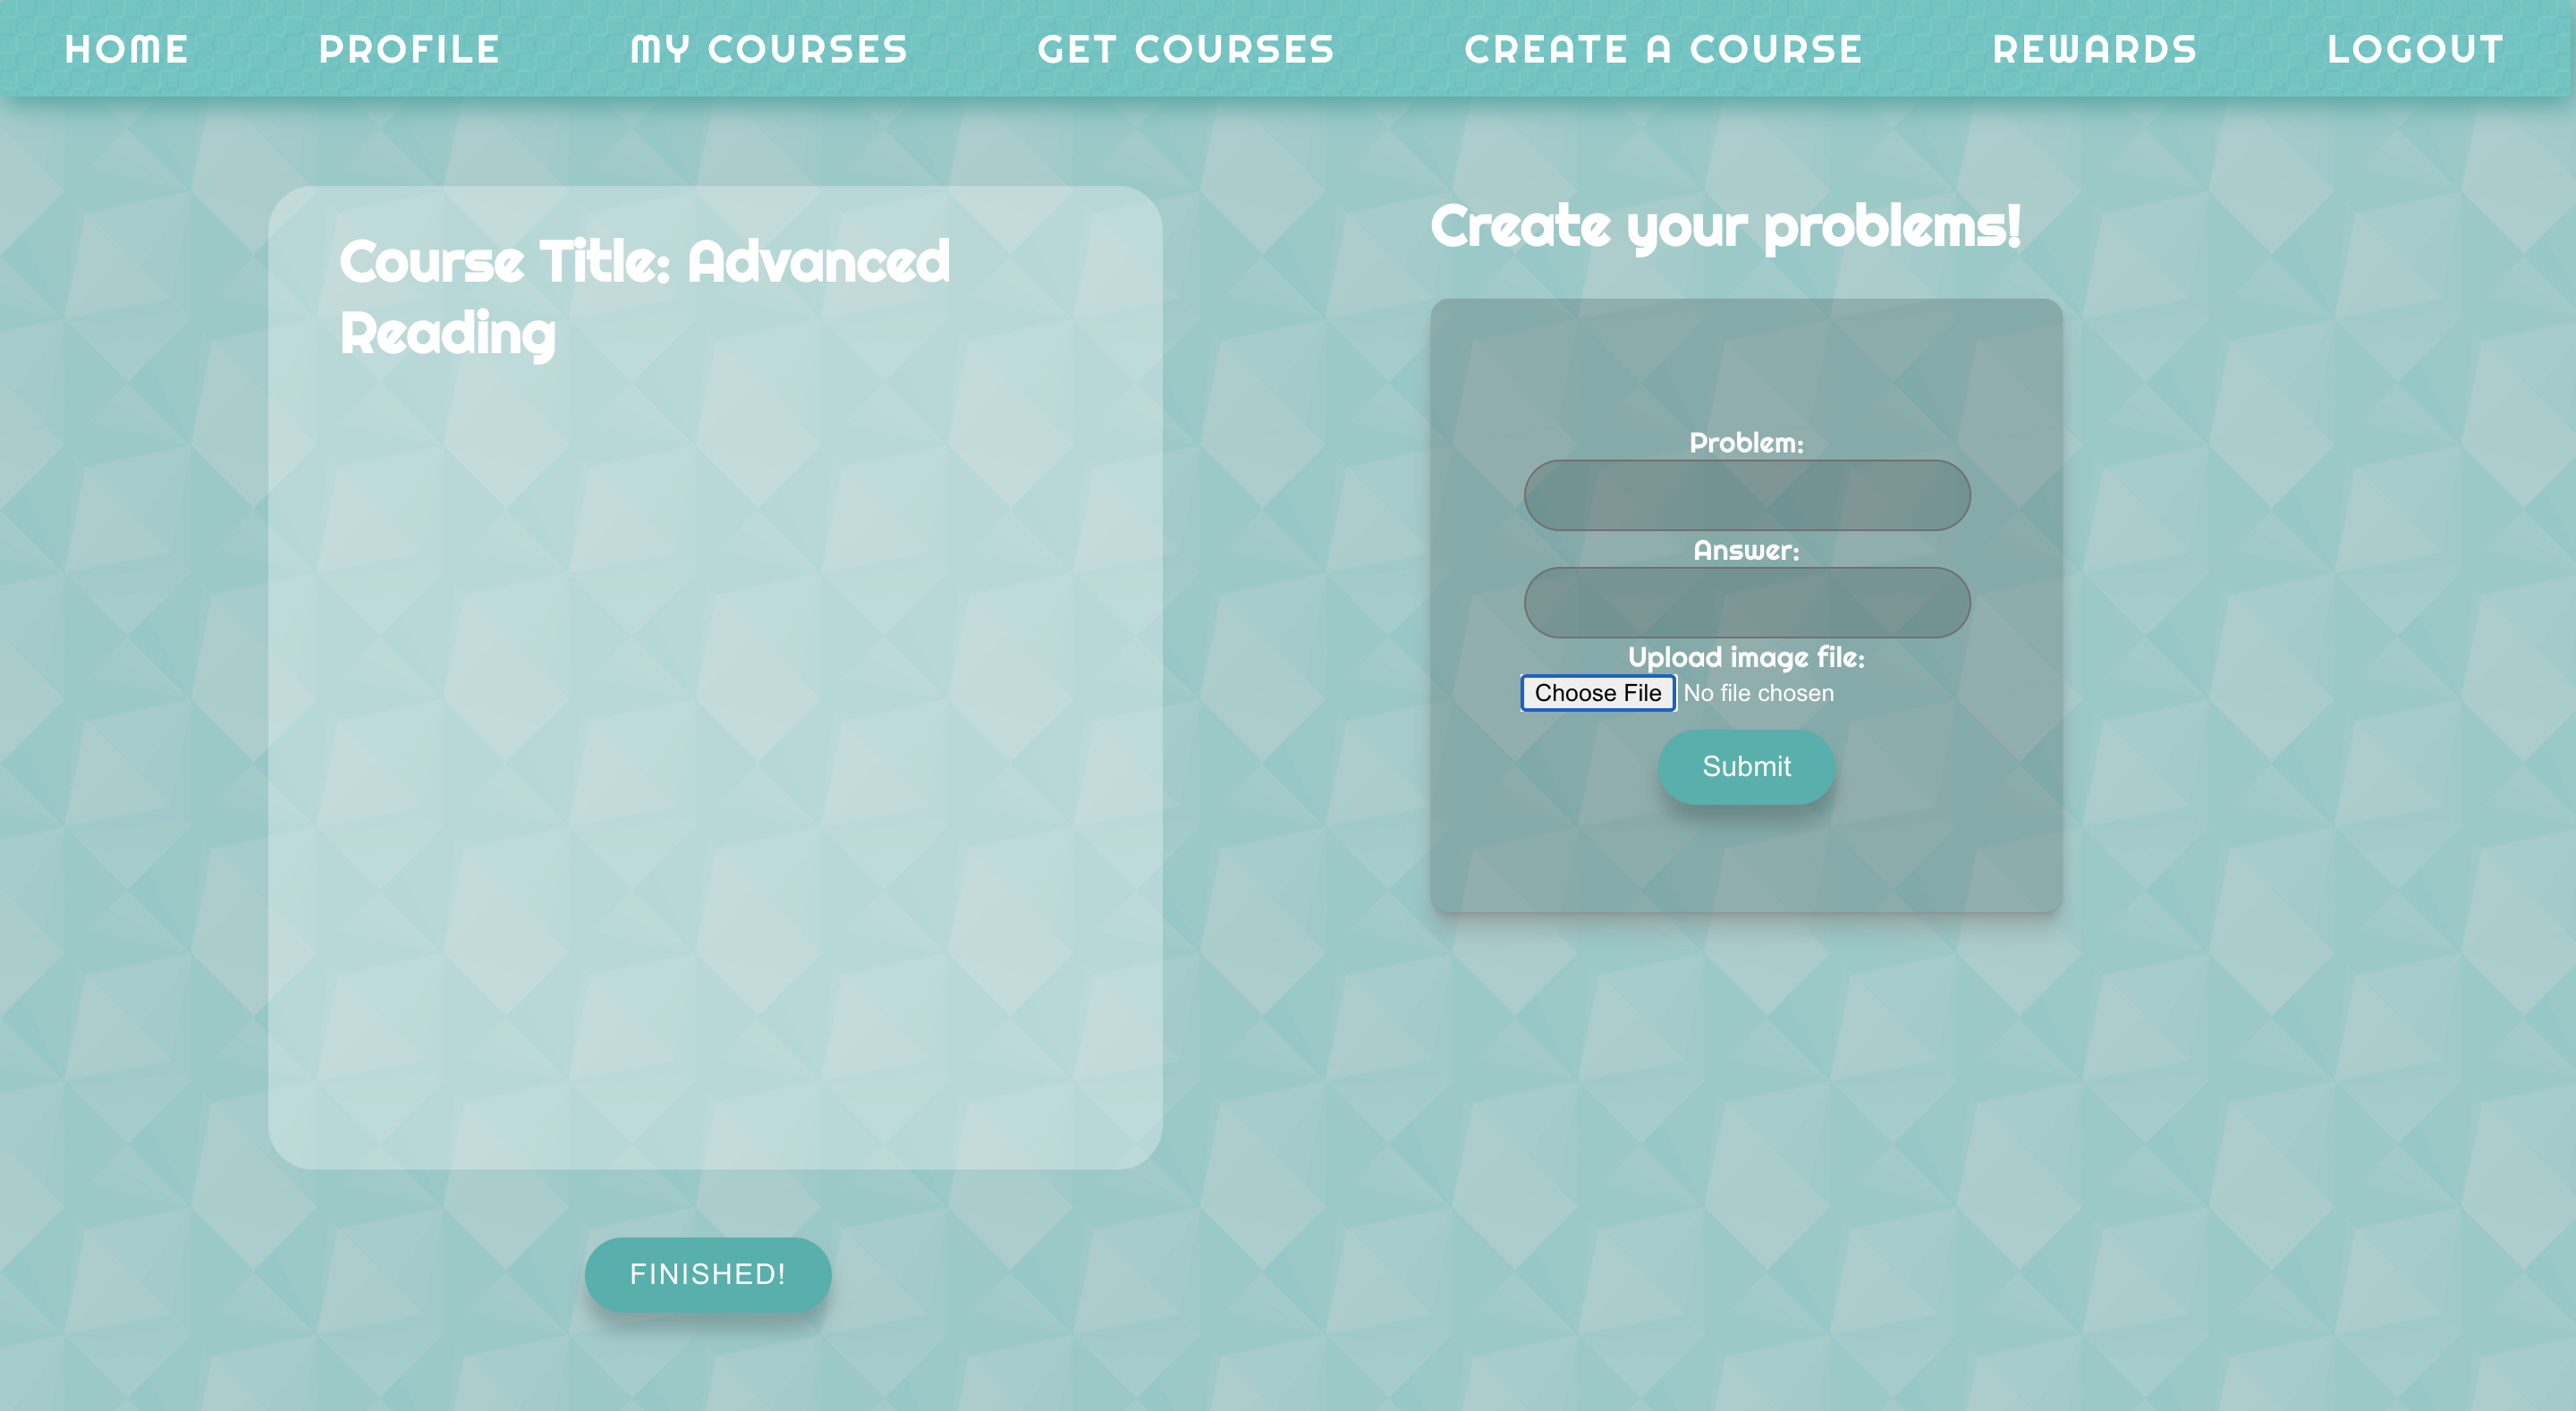 HOME PROFILE MY COURSES GET COURSES CREATE A COURSE REWARDS LOGOUT
Course Title: Advanced
Reading
Create your problems!
Problem:
Answer:
Upload image file:
Choose File No file chosen
Submit
FINISHED!